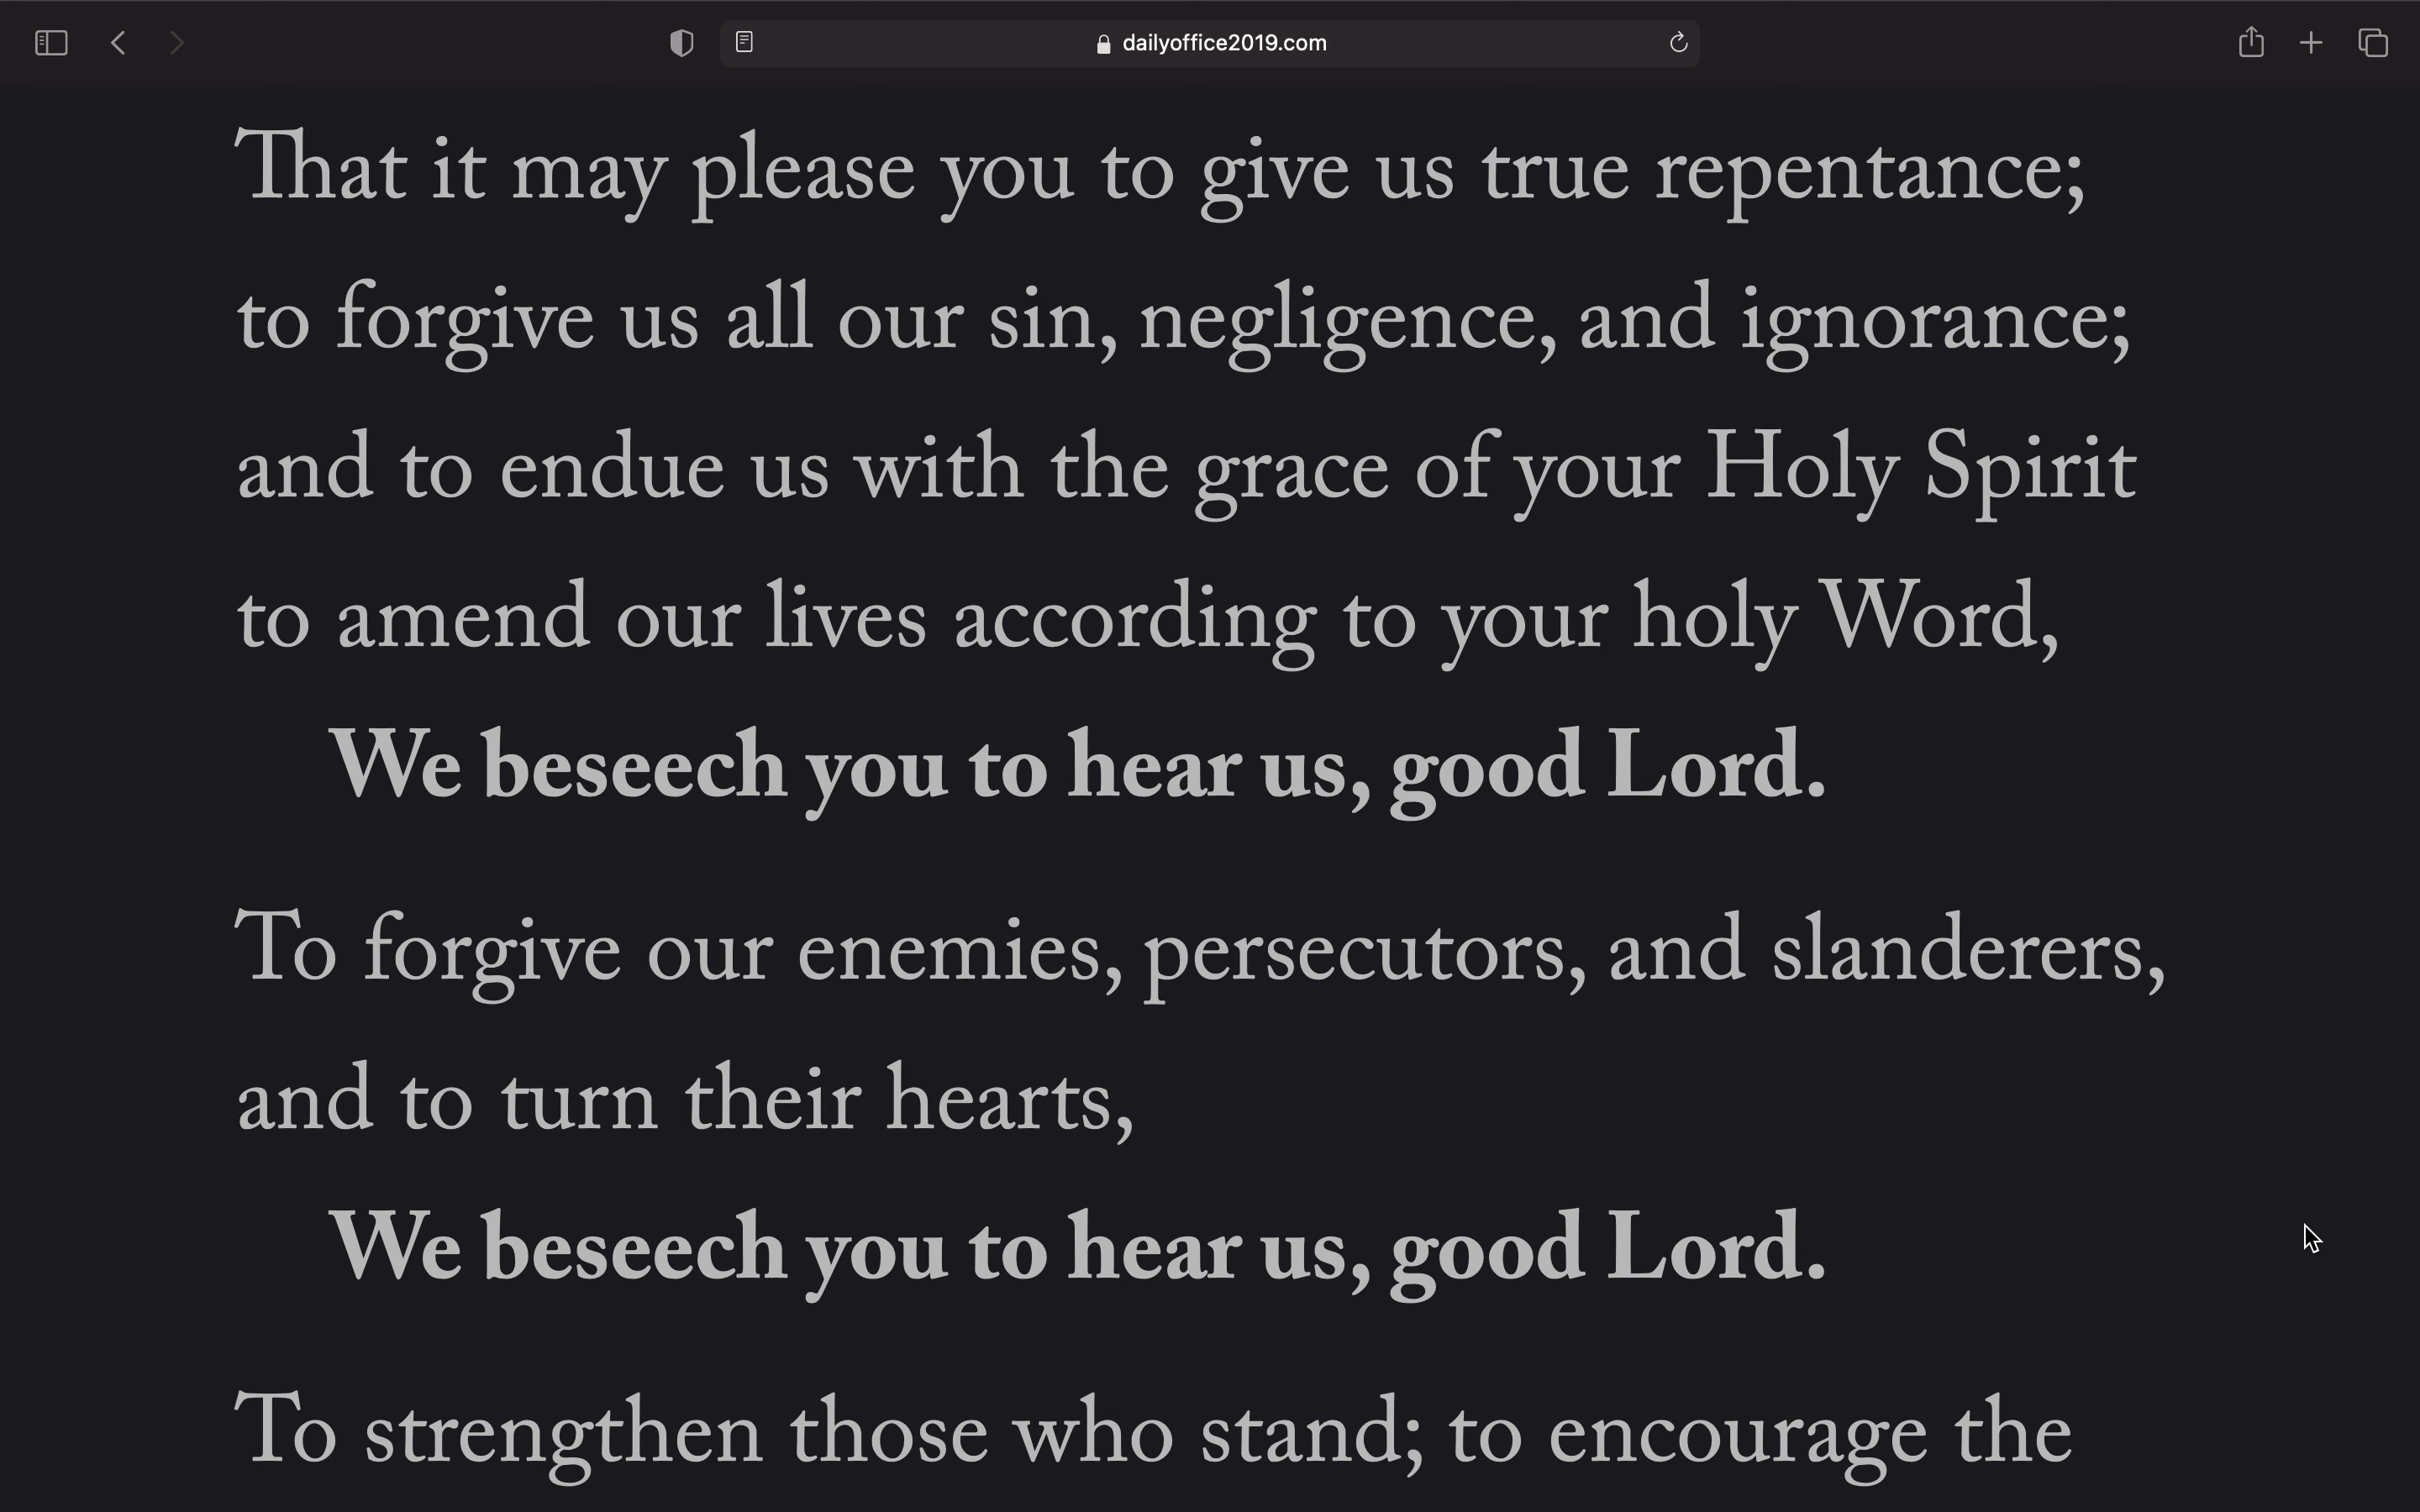 dailyoffice2019.com
That it may please you to give us true repentance;
to forgive us all our sin, negligence, and ignorance;
and to endue us with the grace of your Holy Spirit
to amend our lives according to your holy Word,
We beseech you to hear us, good Lord.
To forgive our enemies, persecutors, and slanderers,
and to turn their hearts,
We beseech you to hear us, good Lord.
To strengthen those who stand; to encourage the